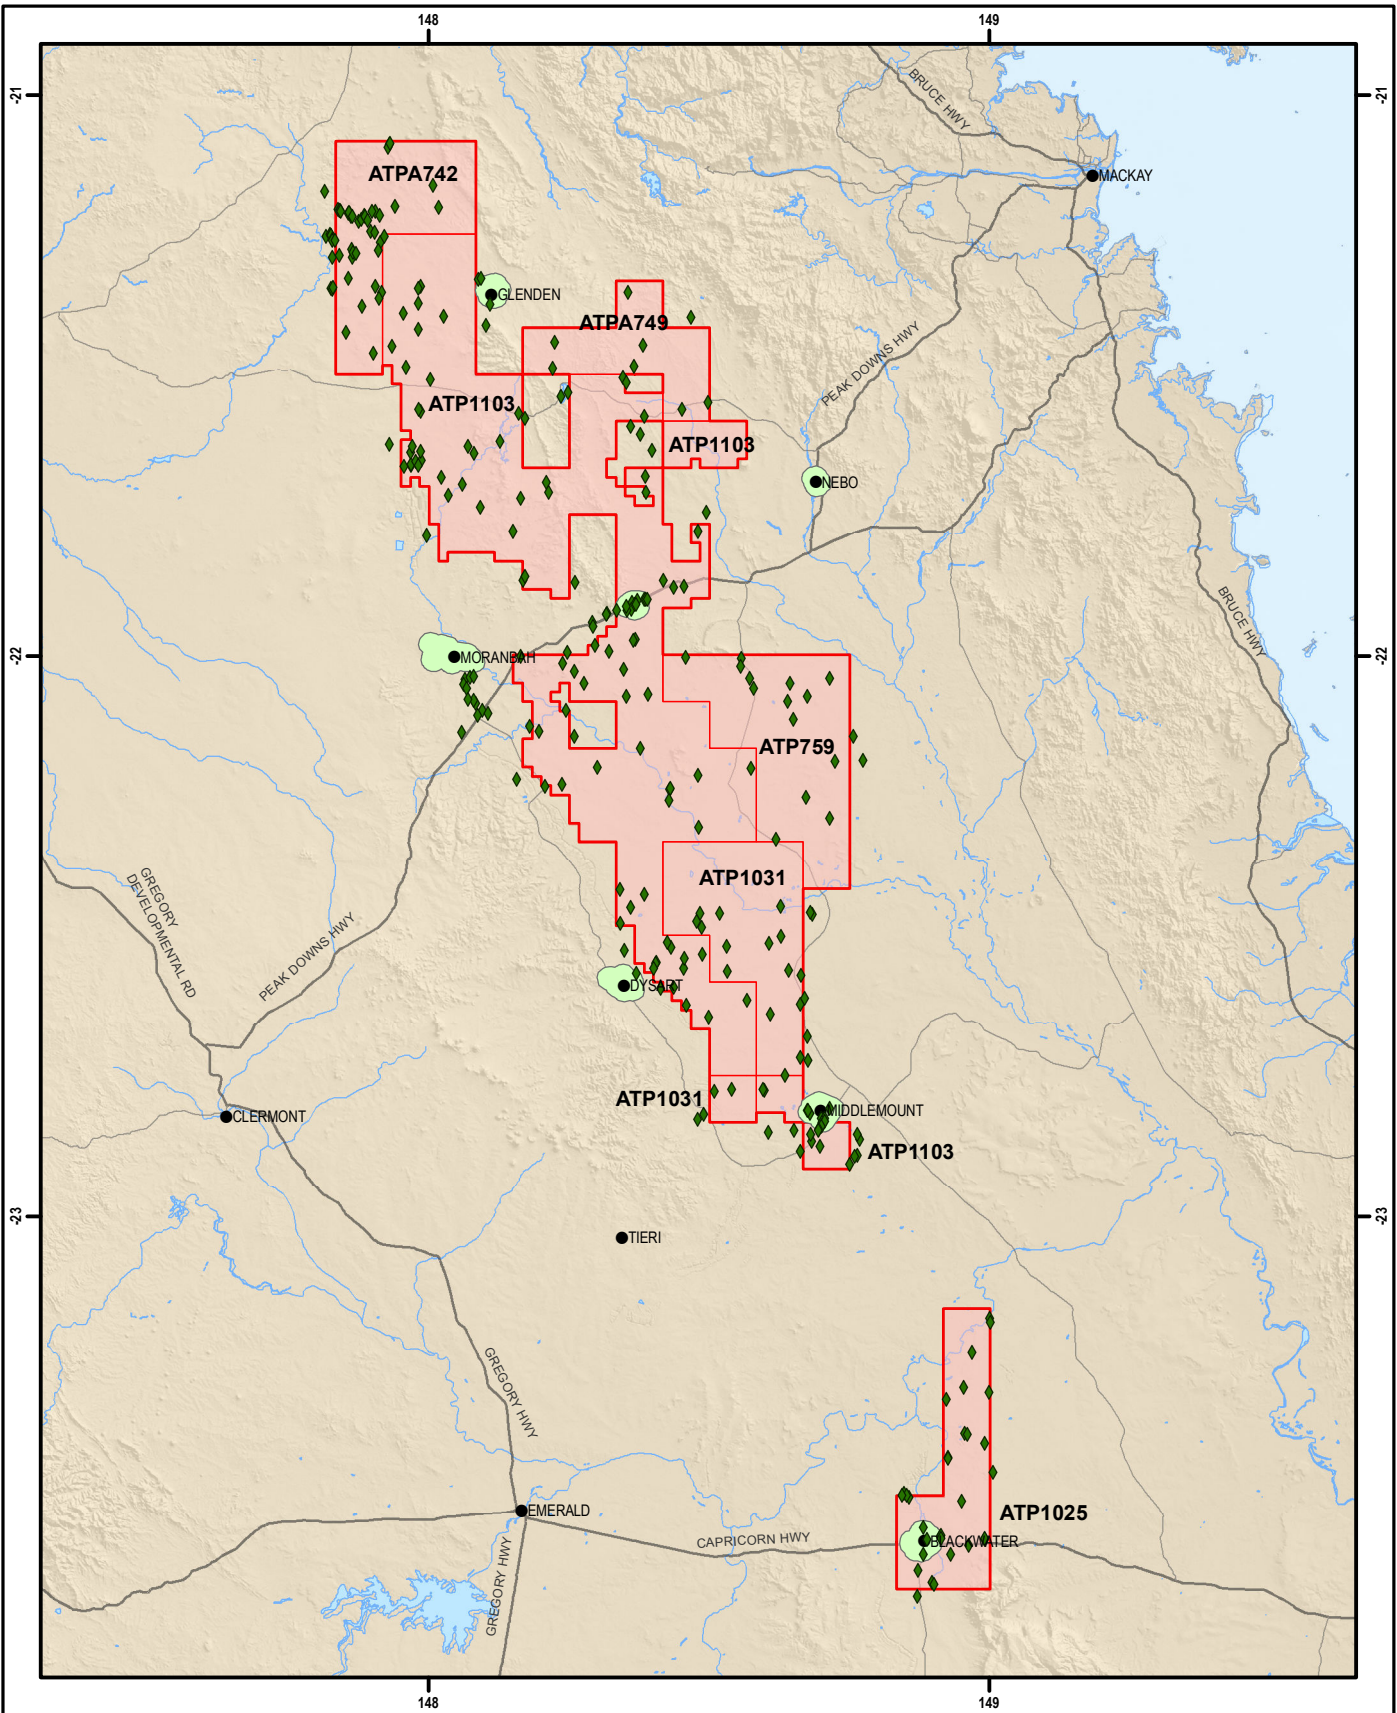 148
149
-21
-21
BRUCE HWY
ATPA742
MACKAY
GLENDEN
ATPA749
PEAK DOWNS HWY
ATP1103
ATP1103
NEBO
BRUCE HWY
-22
-22
MORANBAH
ATP759
ATP1031
GREGORY
DEVELOPMENTAL RD
PEAK DOWNS HWY
DYSART
ATP1031
CLERMONT
MIDDLEMOUNT
ATP1103
-23
-23
TIERI
GREGORY HWY
EMERALD
ATP1025
CAPRICORN HWY
BLACKWATER
GREGORY HWY
148
149